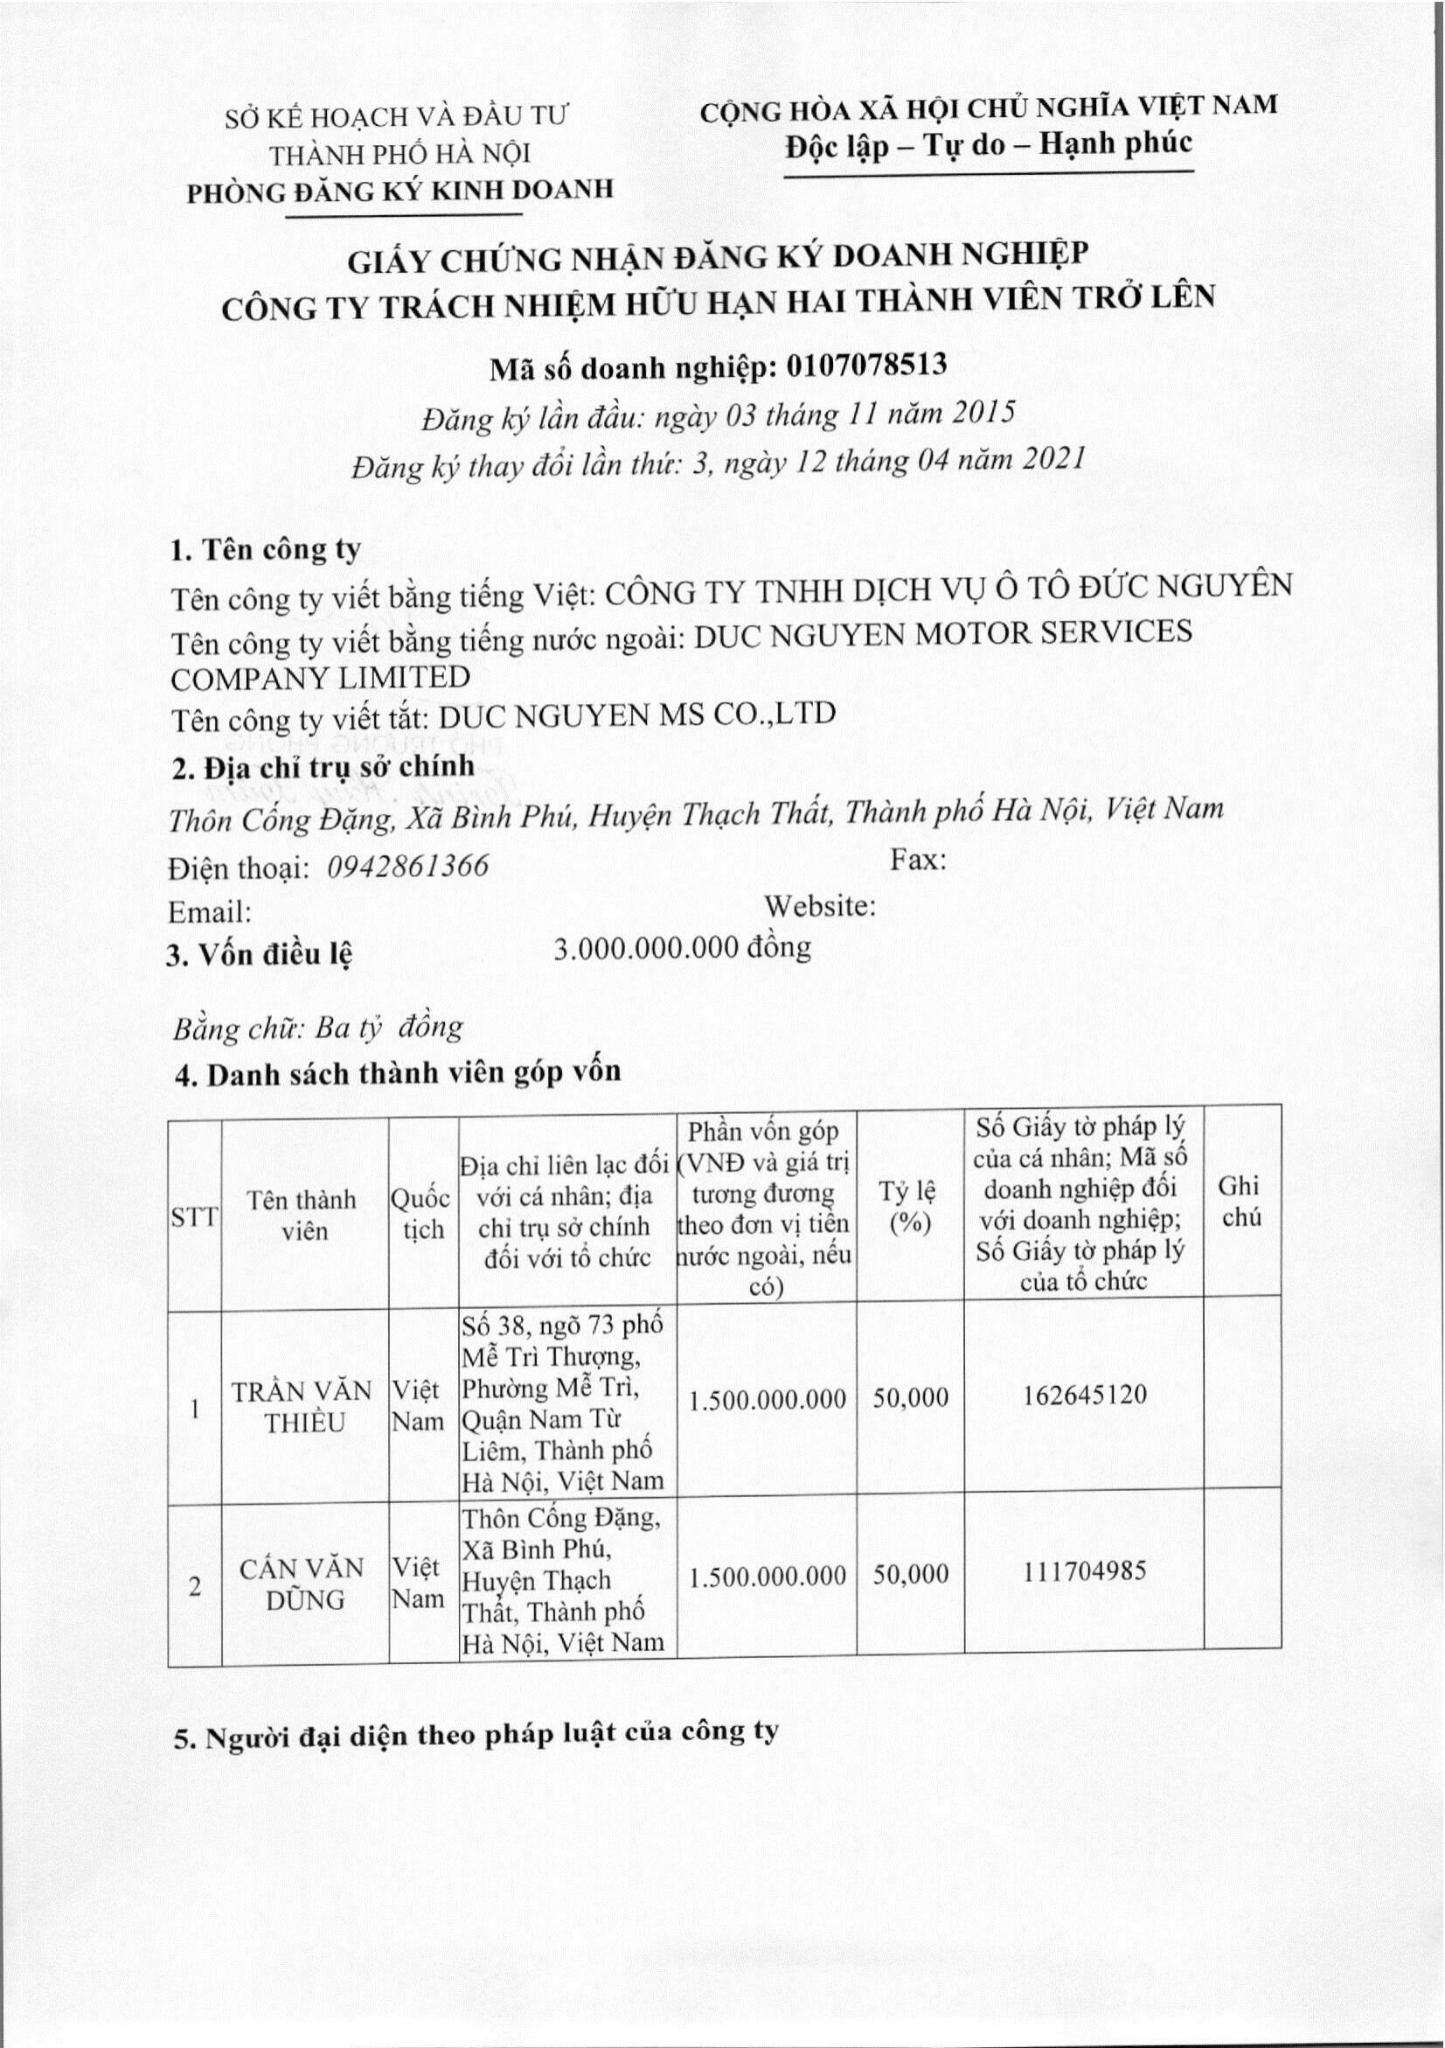 SỞ KẾ HOẠCH VÀ ĐẦU TƯ
THÀNH PHỐ HÀ NỘI
PHÒNG ĐĂNG KÝ KINH DOANH
CỘNG HÒA XÃ HỘI CHỦ NGHĨA VIỆT NAM
Độc lập – Tự do – Hạnh phúc
GIẤY CHỨNG NHẬN ĐĂNG KÝ DOANH NGHIỆP
CÔNG TY TRÁCH NHIỆM HỮU HẠN HAI THÀNH VIÊN TRỞ LÊN
Mã số doanh nghiệp: 0107078513
Đăng ký lần đầu: ngày 03 tháng 11 năm 2015
Đăng ký thay đổi lần thứ: 3, ngày 12 tháng 04 năm 2021
1. Tên công ty
Tên công ty viết bằng tiếng Việt: CÔNG TY TNHH DỊCH VỤ Ô TÔ ĐỨC NGUYÊN
Tên công ty viết bằng tiếng nước ngoài: DUC NGUYEN MOTOR SERVICES
COMPANY LIMITED
Tên công ty viết tắt: DUC NGUYEN MS CO.,LTD
2. Địa chỉ trụ sở chính
Thôn Cống Đặng, Xã Bình Phú, Huyện Thạch Thất, Thành phố Hà Nội, Việt Nam
Điện thoại: 0942861366 Fax:
Email: Website:
3. Vốn điều lệ 3.000.000.000 đồng
Bằng chữ: Ba tỷ đồng
4. Danh sách thành viên góp vốn
STT
Tên thành
viên
Quốc
tịch
Địa chỉ liên lạc đối
với cá nhân; địa
chỉ trụ sở chính
đối với tổ chức
Phần vốn góp
(VNĐ và giá trị
tương đương
theo đơn vị tiền
nước ngoài, nếu
có)
Tỷ lệ
(%)
Số Giấy tờ pháp lý
của cá nhân; Mã số
doanh nghiệp đối
với doanh nghiệp;
Số Giấy tờ pháp lý
của tổ chức
Ghi
chú
1
TRẦN VĂN
THIỀU
Việt
Nam
Số 38, ngõ 73 phố
Mễ Trì Thượng,
Phường Mễ Trì,
Quận Nam Từ
Liêm, Thành phố
Hà Nội, Việt Nam
1.500.000.000
50,000
162645120
2
CẤN VĂN
DŨNG
Việt
Nam
Thôn Cống Đặng,
Xã Bình Phú,
Huyện Thạch
Thất, Thành phố
Hà Nội, Việt Nam
1.500.000.000
50,000
111704985
5. Người đại diện theo pháp luật của công ty